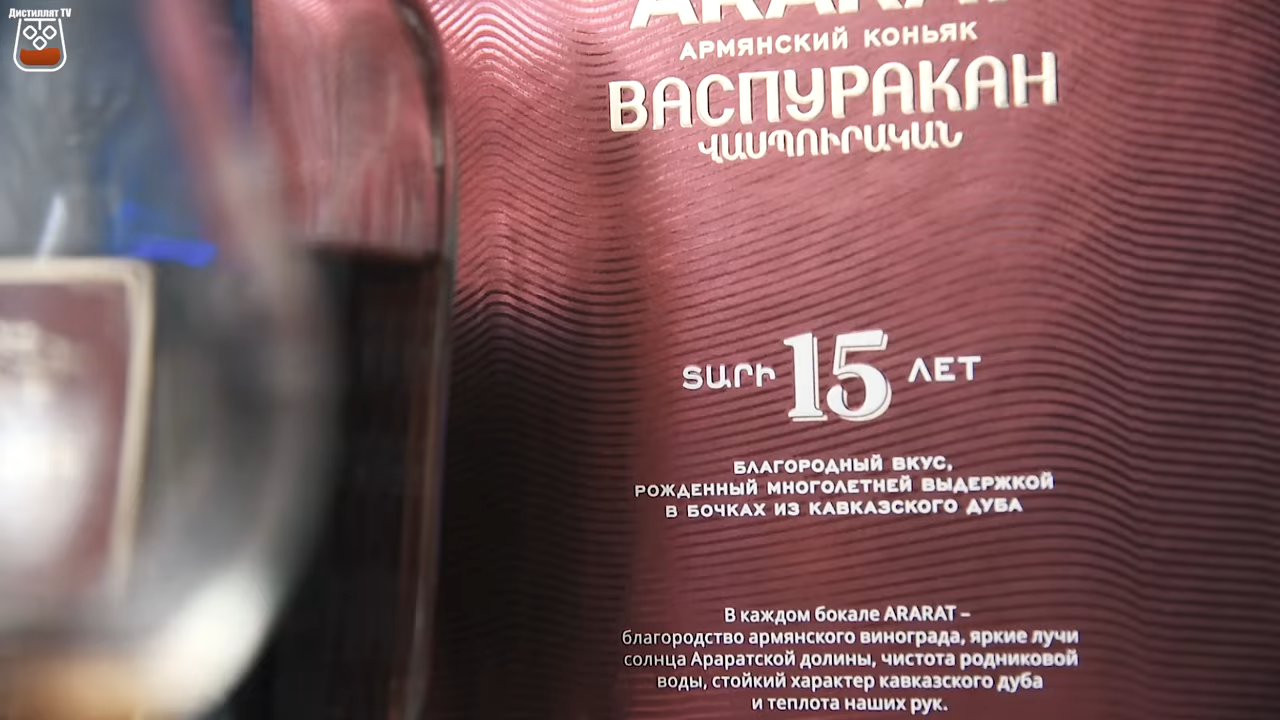 Дистиллят TV
АРМЯНСКИЙ КОНЬЯК
ВАСПУРАКАН
ՎԱՍՊՈՒՐԱԿԱՆ
ՏԱՐԻ 15 ЛЕТ
БЛАГОРОДНЫЙ ВКУС,
РОЖДЕННЫЙ МНОГОЛЕТНЕЙ ВЫДЕРЖКОЙ
В БОЧКАХ ИЗ КАВКАЗСКОГО ДУБА
В каждом бокале ARARAT –
благородство армянского винограда, яркие лучи
солнца Араратской долины, чистота родниковой
воды, стойкий характер кавказского дуба
и теплота наших рук.